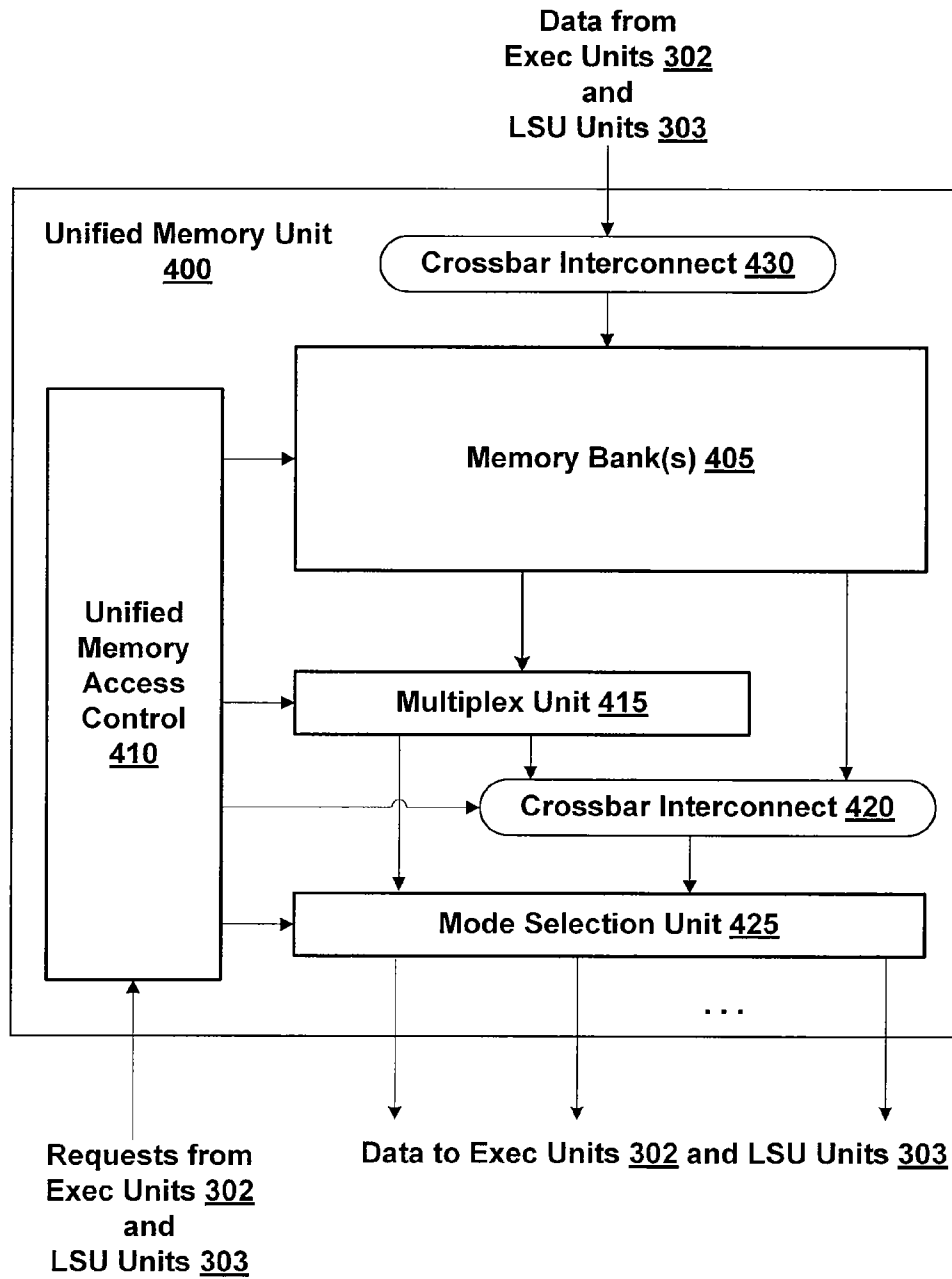 Data from
Exec Units 302
and
LSU Units 303
Unified Memory Unit
400
Crossbar Interconnect 430
Memory Bank(s) 405
Unified
Memory
Access
Control
410
Multiplex Unit 415
Crossbar Interconnect 420
Mode Selection Unit 425
...
Requests from
Exec Units 302
and
LSU Units 303
Data to Exec Units 302 and LSU Units 303